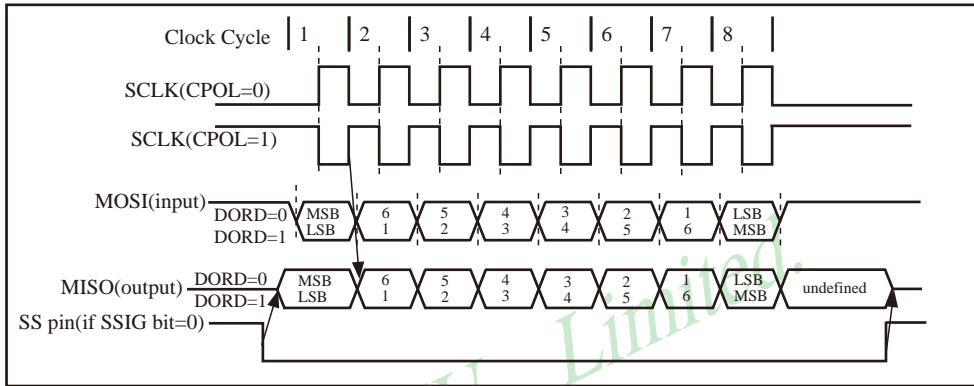 Clock Cycle 1 2 3 4 5 6 7 8
SCLK(CPOL=0)
SCLK(CPOL=1)
MOSI(input) DORD=0 MSB 6 5 4 3 2 1 LSB
DORD=1 LSB 1 2 3 4 5 6 MSB
MISO(output) DORD=0 MSB 6 5 4 3 2 1 LSB undefined
DORD=1 LSB 1 2 3 4 5 6 MSB
SS pin(if SSIG bit=0)
Limited.